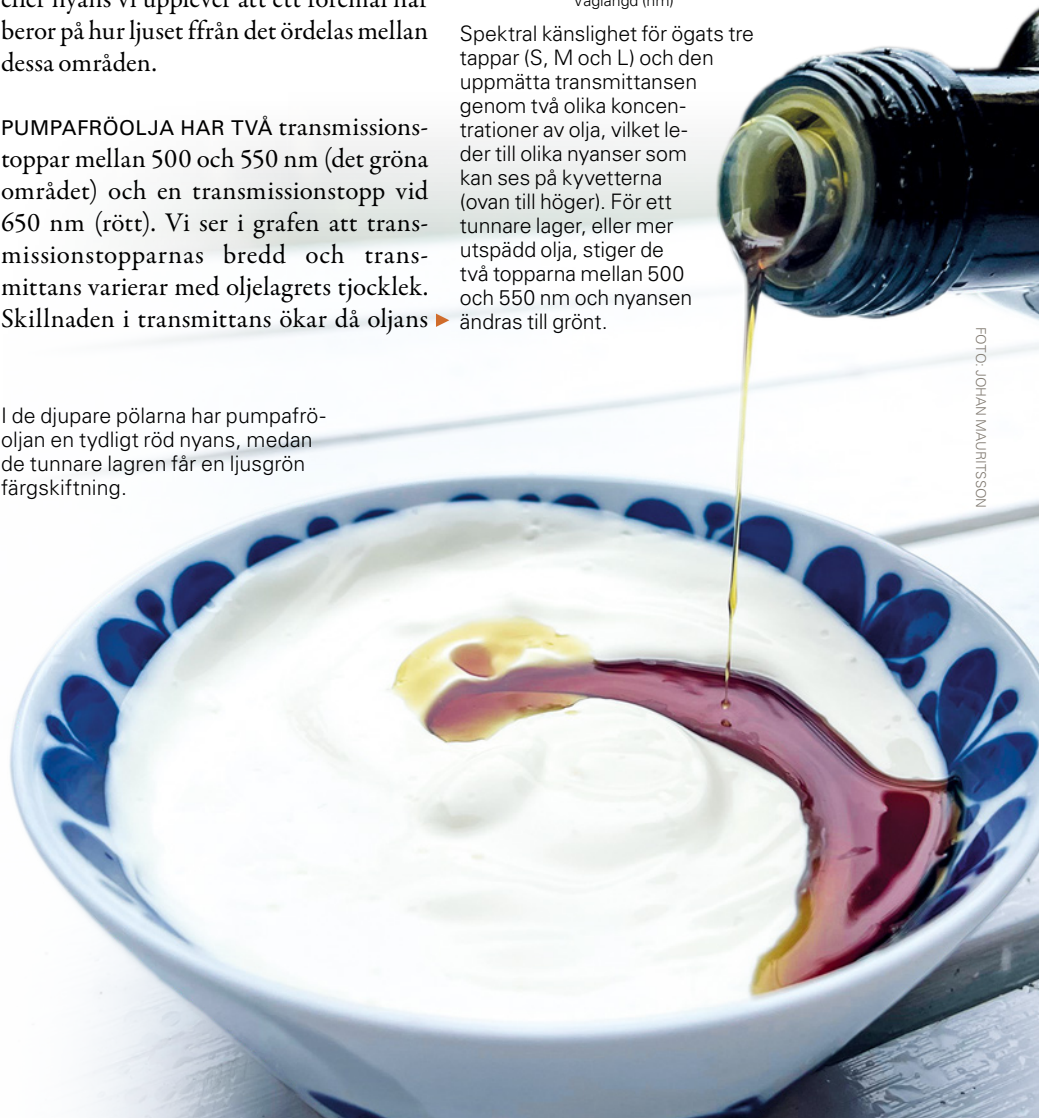 eller nyans vi upplever att ett föremål har
beror på hur ljuset ffrån det ördelas mellan
dessa områden.
PUMPAFRÖOLJA HAR TVÅ transmissions-
toppar mellan 500 och 550 nm (det gröna
området) och en transmissionstopp vid
650 nm (rött). Vi ser i grafen att trans-
missionstopparnas bredd och trans-
mittans varierar med oljelagrets tjocklek.
Skillnaden i transmittans ökar då oljans
Våglängd (nm)
Spektral känslighet för ögats tre
tappar (S, M och L) och den
uppmätta transmittansen
genom två olika koncen-
trationer av olja, vilket le-
der till olika nyanser som
kan ses på kyvetterna
(ovan till höger). För ett
tunnare lager, eller mer
utspädd olja, stiger de
två topparna mellan 500
och 550 nm och nyansen
ändras till grönt.
I de djupare pölarna har pumpafrö-
oljan en tydligt röd nyans, medan
de tunnare lagren får en ljusgrön
färgskiftning.
FOTO: JOHAN MAURITSSON